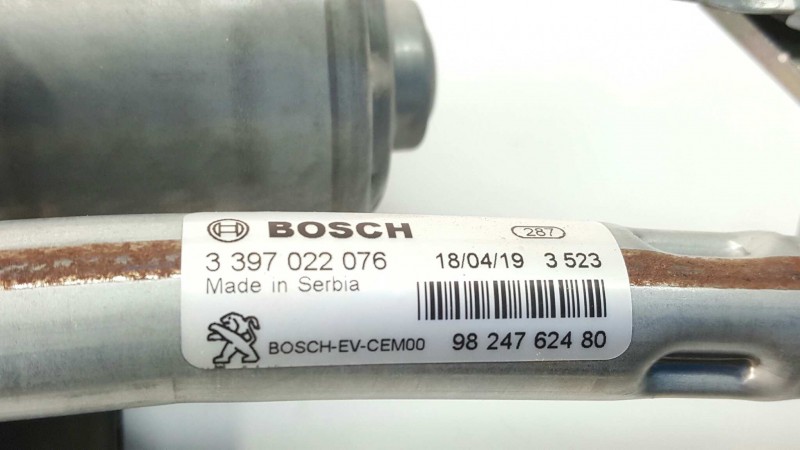 BOSCH 287
3 397 022 076 18/04/19 3 523
Made in Serbia
BOSCH-EV-CEM00 98 247 624 80